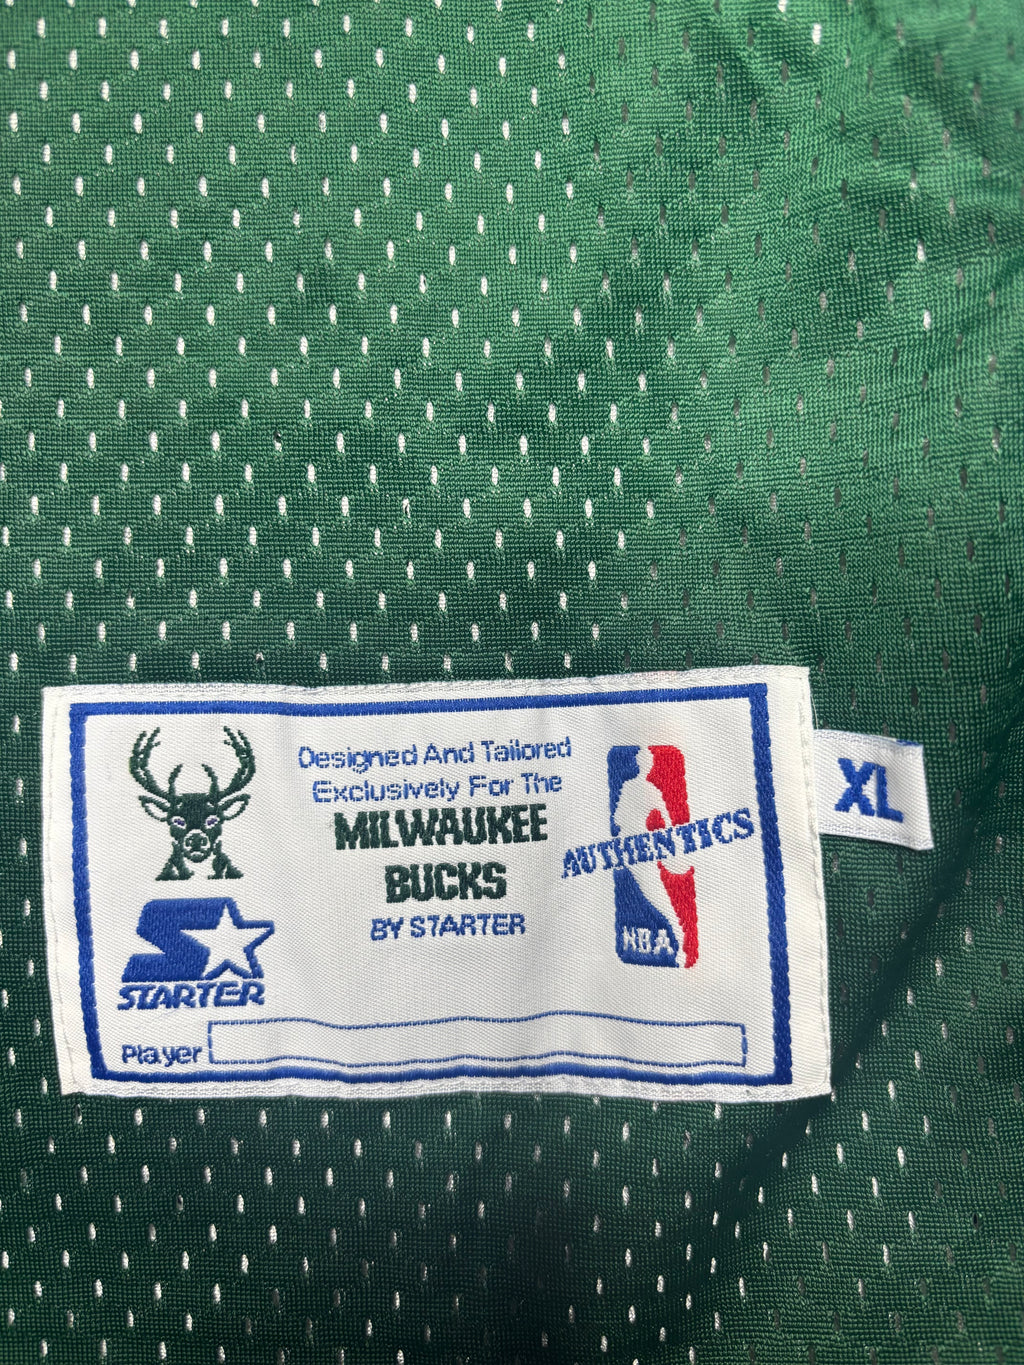 Designed And Tailored
Exclusively For The
MILWAUKEE
BUCKS
BY STARTER
STARTER
AUTHENTICS
NBA
Player
XL